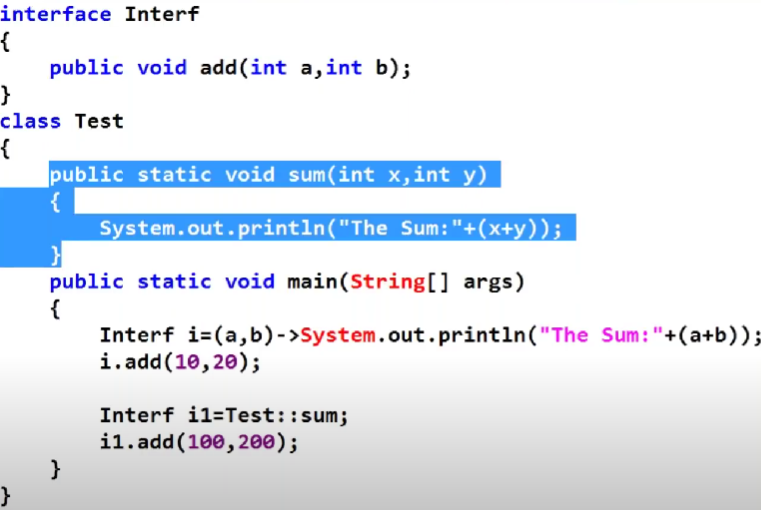 interface Interf
{
    public void add(int a,int b);
}
class Test
{
    public static void sum(int x,int y)
    {
        System.out.println("The Sum:"+(x+y));
    }
    public static void main(String[] args)
    {
        Interf i=(a,b)->System.out.println("The Sum:"+(a+b));
        i.add(10,20);

        Interf i1=Test::sum;
        i1.add(100,200);
    }
}